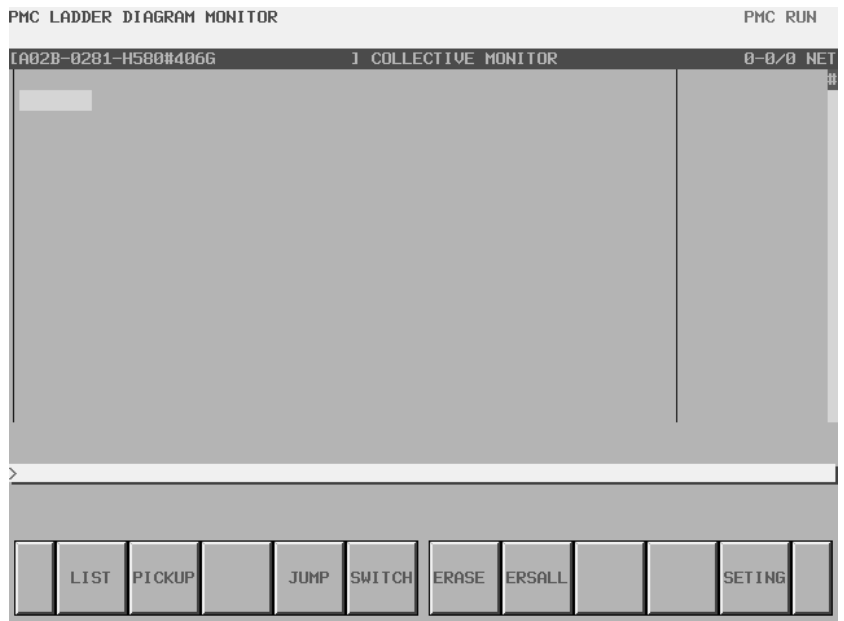 PMC LADDER DIAGRAM MONITOR PMC RUN
[A02B-0281-H580#406G ] COLLECTIVE MONITOR 0-0/0 NET
#
>
LIST PICKUP JUMP SWITCH ERASE ERSALL SETING